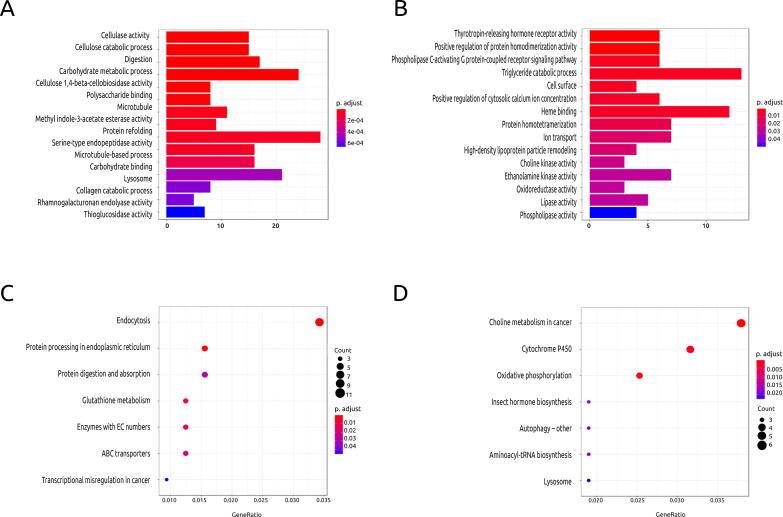 A
Cellulase activity
Cellulose catabolic process
Digestion
Carbohydrate metabolic process
Cellulose 1,4-beta-cellobiosidase activity
Polysaccharide binding
Microtubule
Methyl indole-3-acetate esterase activity
Protein refolding
Serine-type endopeptidase activity
Microtubule-based process
Carbohydrate binding
Lysosome
Collagen catabolic process
Rhamnogalacturonan endolyase activity
Thioglucosidase activity
0 10 20
p. adjust
2e-04
4e-04
6e-04
B
Thyrotropin-releasing hormone receptor activity
Positive regulation of protein homodimerization activity
Phospholipase C-activating G protein-coupled receptor signaling pathway
Triglyceride catabolic process
Cell surface
Positive regulation of cytosolic calcium ion concentration
Heme binding
Protein homotetramerization
Ion transport
High-density lipoprotein particle remodeling
Choline kinase activity
Ethanolamine kinase activity
Oxidoreductase activity
Lipase activity
Phospholipase activity
0 5 10
p. adjust
0.01
0.02
0.03
0.04
C
Endocytosis
Protein processing in endoplasmic reticulum
Protein digestion and absorption
Glutathione metabolism
Enzymes with EC numbers
ABC transporters
Transcriptional misregulation in cancer
0.010 0.015 0.020 0.025 0.030 0.035
GeneRatio
Count
3
5
7
9
11
p. adjust
0.01
0.02
0.03
0.04
D
Choline metabolism in cancer
Cytochrome P450
Oxidative phosphorylation
Insect hormone biosynthesis
Autophagy – other
Aminoacyl-tRNA biosynthesis
Lysosome
0.020 0.025 0.030 0.035
GeneRatio
p. adjust
0.005
0.010
0.015
0.020
Count
3
4
5
6